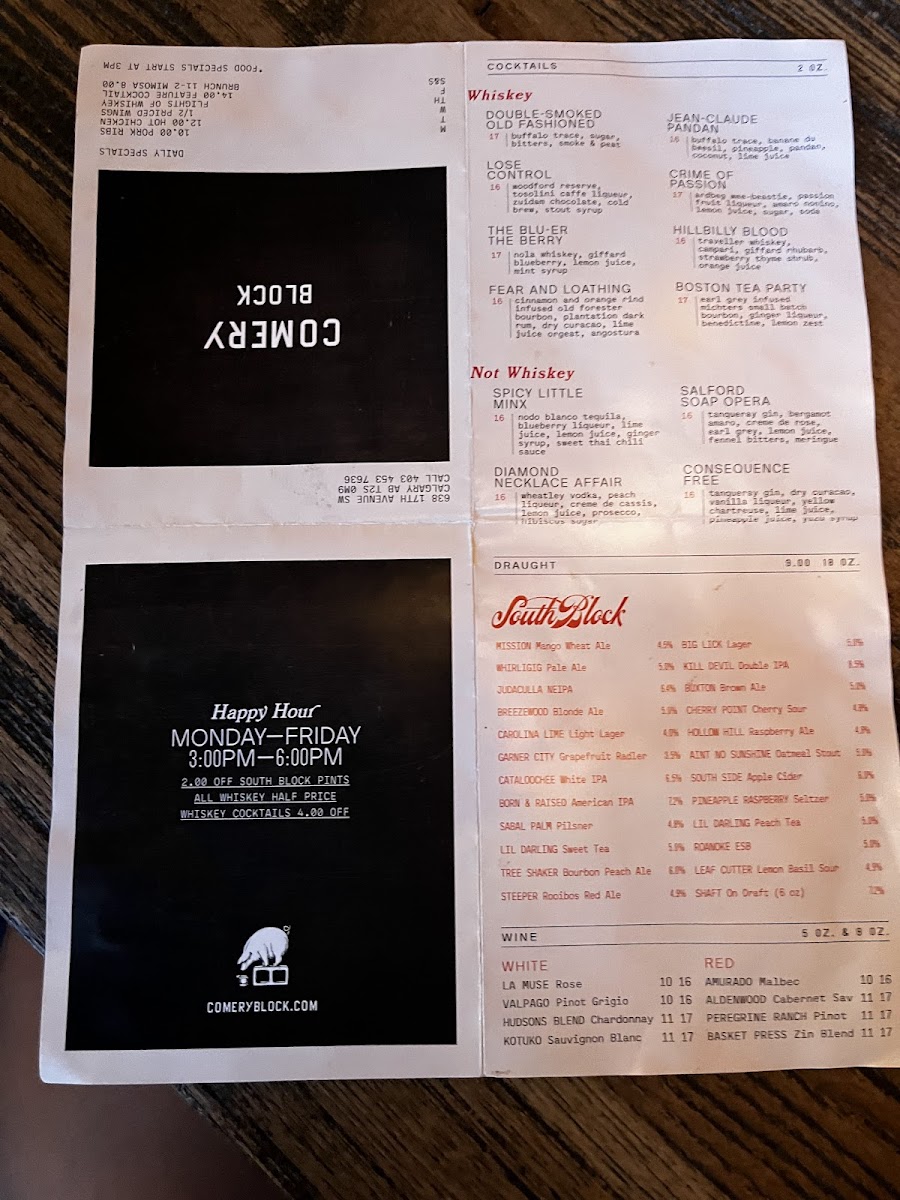 DAILY SPECIALS
M 10.00 PORK RIBS
T 12.00 HOT CHICKEN
W 1/2 PRICED WINGS
TH FLIGHTS OF WHISKEY
F 14.00 FEATURE COCKTAIL
S&S BRUNCH 11-2 MIMOSA 8.00
*FOOD SPECIALS START AT 3PM
COMERY
BLOCK
638 17TH AVENUE SW
CALGARY AB T2S 0M9
CALL 403 453 7636
Happy Hour
MONDAY—FRIDAY
3:00PM—6:00PM
2.00 OFF SOUTH BLOCK PINTS
ALL WHISKEY HALF PRICE
WHISKEY COCKTAILS 4.00 OFF
COMERYBLOCK.COM
COCKTAILS 2 OZ.
Whiskey
DOUBLE-SMOKED
OLD FASHIONED
17 buffalo trace, sugar,
bitters, smoke & peat
JEAN-CLAUDE
PANDAN
16 buffalo trace, banane du
bresil, pineapple, pandan,
coconut, lime juice
LOSE
CONTROL
16 woodford reserve,
tosolini caffe liqueur,
zuidam chocolate, cold
brew, stout syrup
CRIME OF
PASSION
17 ardbeg wee-beastie, passion
fruit liqueur, amaro nonino,
lemon juice, sugar, soda
THE BLU-ER
THE BERRY
17 nola whiskey, giffard
blueberry, lemon juice,
mint syrup
HILLBILLY BLOOD
16 traveller whiskey,
campari, giffard rhubarb,
strawberry thyme shrub,
orange juice
FEAR AND LOATHING
16 cinnamon and orange rind
infused old forester
bourbon, plantation dark
rum, dry curacao, lime
juice orgeat, angostura
BOSTON TEA PARTY
17 earl grey infused
michters small batch
bourbon, ginger liqueur,
benedictine, lemon zest
Not Whiskey
SPICY LITTLE
MINX
16 nodo blanco tequila,
blueberry liqueur, lime
juice, lemon juice, ginger
syrup, sweet thai chili
sauce
SALFORD
SOAP OPERA
16 tanqueray gin, bergamot
amaro, creme de rose,
earl grey, lemon juice,
fennel bitters, meringue
DIAMOND
NECKLACE AFFAIR
16 wheatley vodka, peach
liqueur, creme de cassis,
lemon juice, prosecco,
hibiscus sugar
CONSEQUENCE
FREE
16 tanqueray gin, dry curacao,
vanilla liqueur, yellow
chartreuse, lime juice,
pineapple juice, yuzu syrup
DRAUGHT 9.00 18 OZ.
South Block
MISSION Mango Wheat Ale 4.5% BIG LICK Lager 5.0%
WHIRLIGIG Pale Ale 5.0% KILL DEVIL Double IPA 8.5%
JUDACULLA NEIPA 6.4% BUXTON Brown Ale 5.0%
BREEZEWOOD Blonde Ale 5.0% CHERRY POINT Cherry Sour 4.8%
CAROLINA LIME Light Lager 4.0% HOLLOW HILL Raspberry Ale 4.8%
GARNER CITY Grapefruit Radler 3.5% AINT NO SUNSHINE Oatmeal Stout 5.0%
CATALOOCHEE White IPA 6.5% SOUTH SIDE Apple Cider 6.0%
BORN & RAISED American IPA 7.2% PINEAPPLE RASPBERRY Seltzer 5.0%
SABAL PALM Pilsner 4.8% LIL DARLING Peach Tea 5.0%
LIL DARLING Sweet Tea 5.0% ROANOKE ESB 5.0%
TREE SHAKER Bourbon Peach Ale 6.0% LEAF CUTTER Lemon Basil Sour 4.9%
STEEPER Rooibos Red Ale 4.9% SHAFT On Draft (6 oz) 7.2%
WINE 5 OZ. & 8 OZ.
WHITE
LA MUSE Rose 10 16
VALPAGO Pinot Grigio 10 16
HUDSONS BLEND Chardonnay 11 17
KOTUKO Sauvignon Blanc 11 17
RED
AMURADO Malbec 10 16
ALDENWOOD Cabernet Sav 11 17
PEREGRINE RANCH Pinot 11 17
BASKET PRESS Zin Blend 11 17